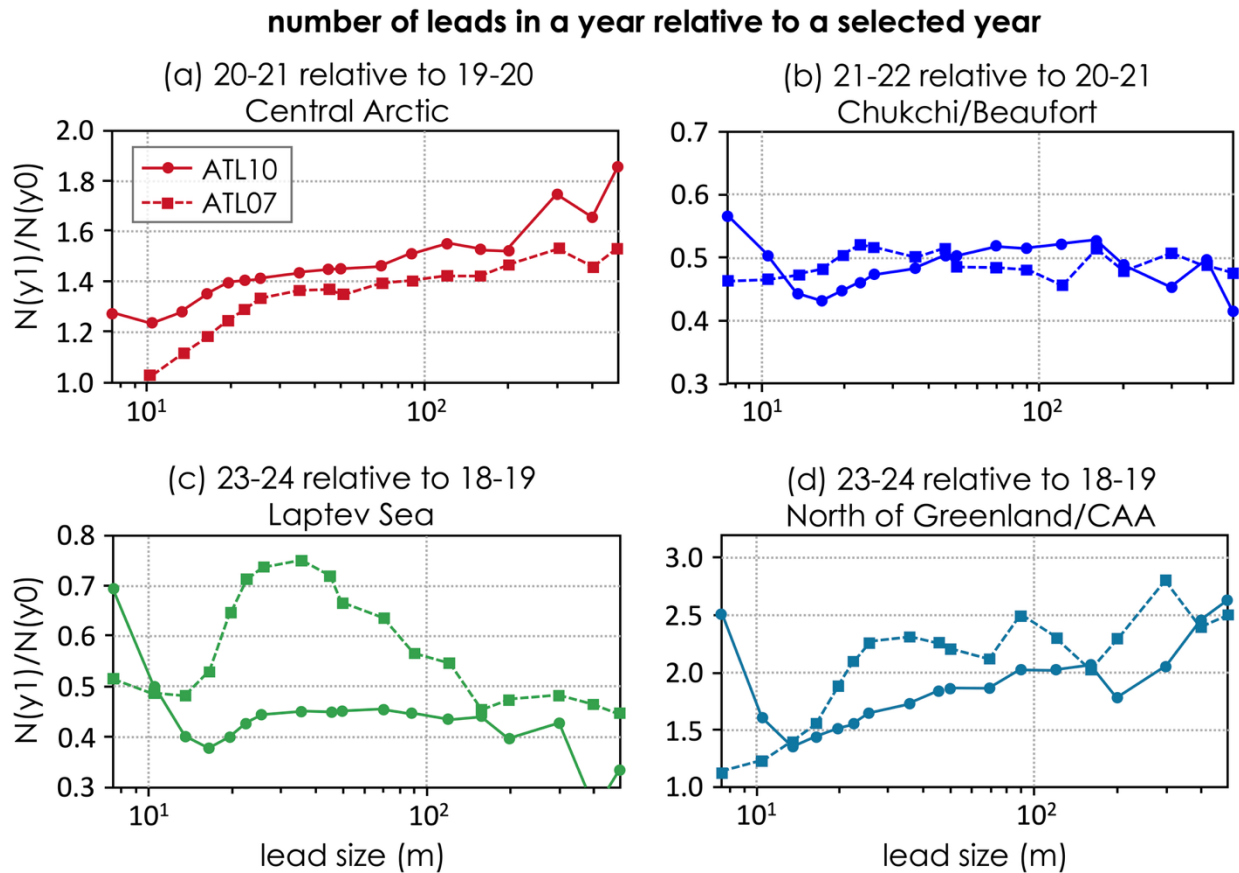 number of leads in a year relative to a selected year
(a) 20-21 relative to 19-20
Central Arctic
(b) 21-22 relative to 20-21
Chukchi/Beaufort
N(y1)/N(y0)
2.0
1.8
1.6
1.4
1.2
1.0
ATL10
ATL07
10¹
10²
0.7
0.6
0.5
0.4
0.3
10¹
10²
(c) 23-24 relative to 18-19
Laptev Sea
(d) 23-24 relative to 18-19
North of Greenland/CAA
N(y1)/N(y0)
0.8
0.7
0.6
0.5
0.4
0.3
10¹
10²
lead size (m)
3.0
2.5
2.0
1.5
1.0
10¹
10²
lead size (m)